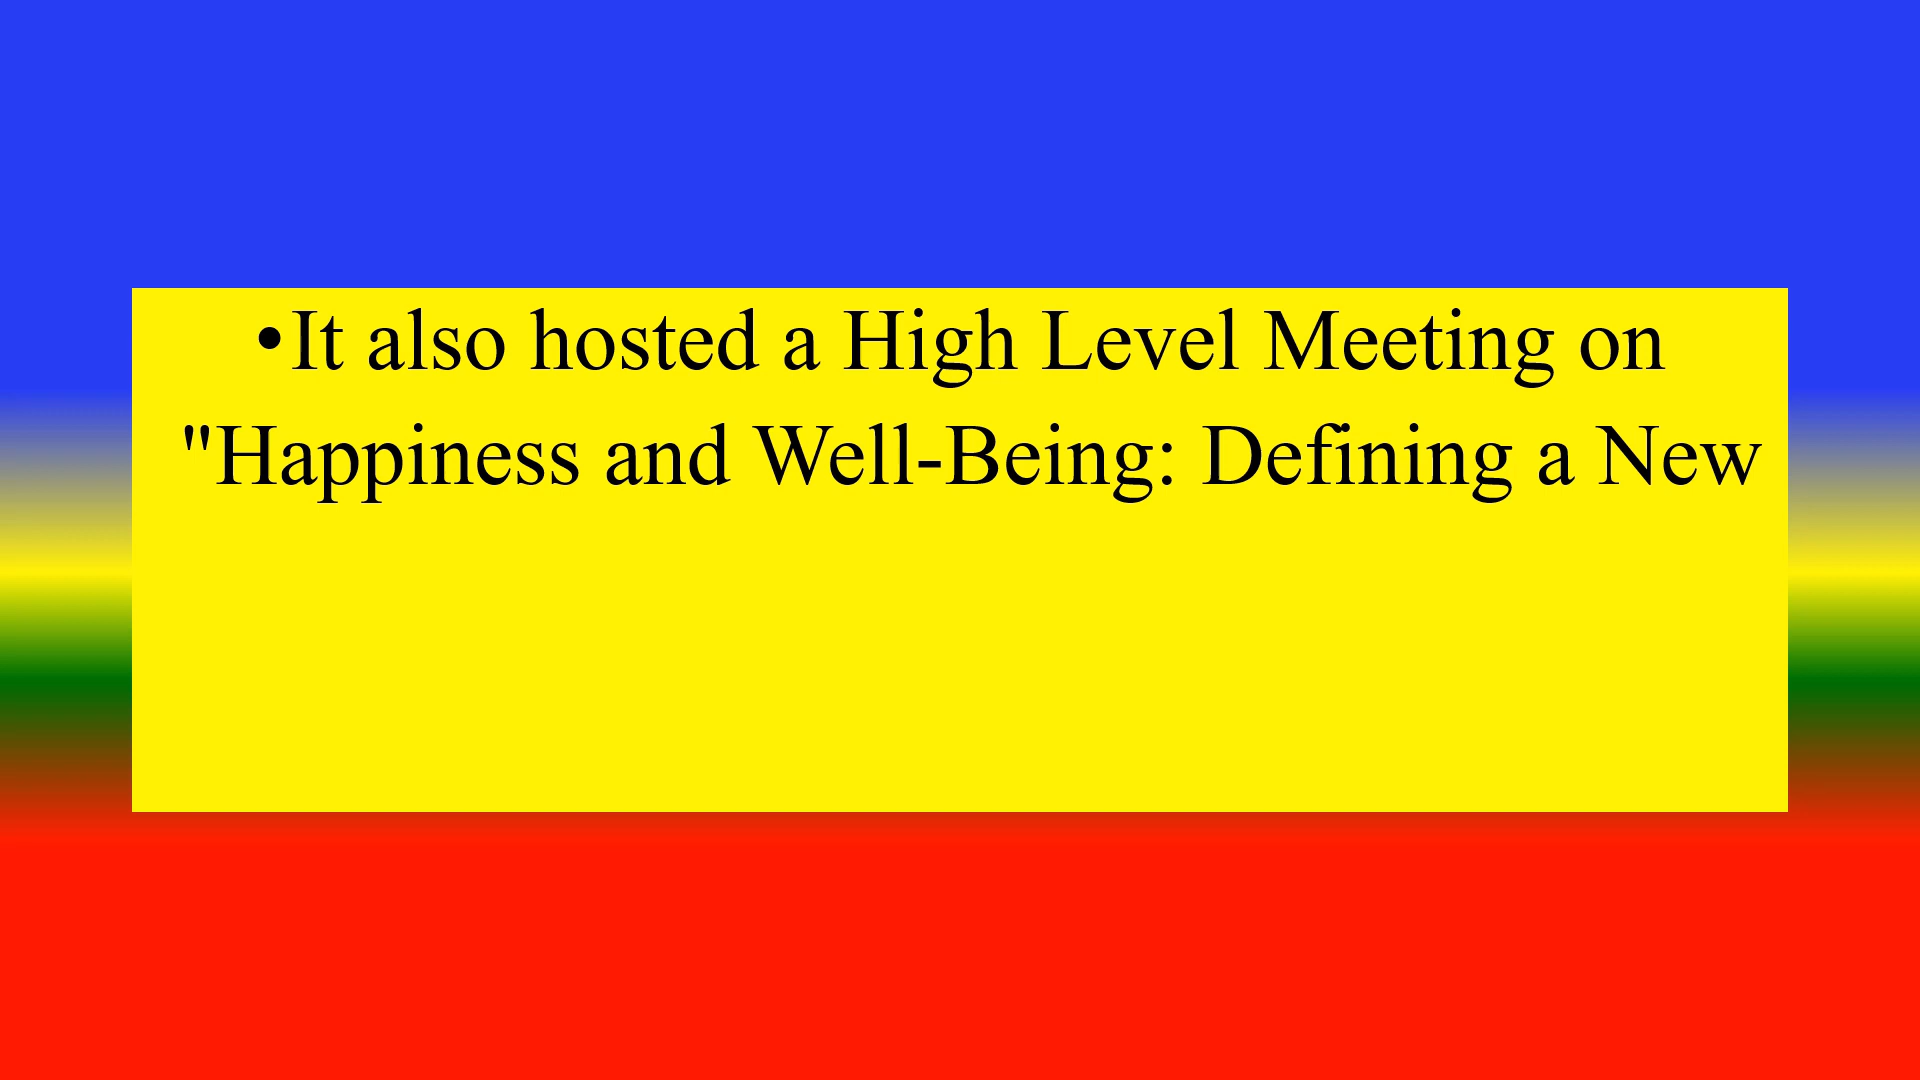 •It also hosted a High Level Meeting on
"Happiness and Well-Being: Defining a New